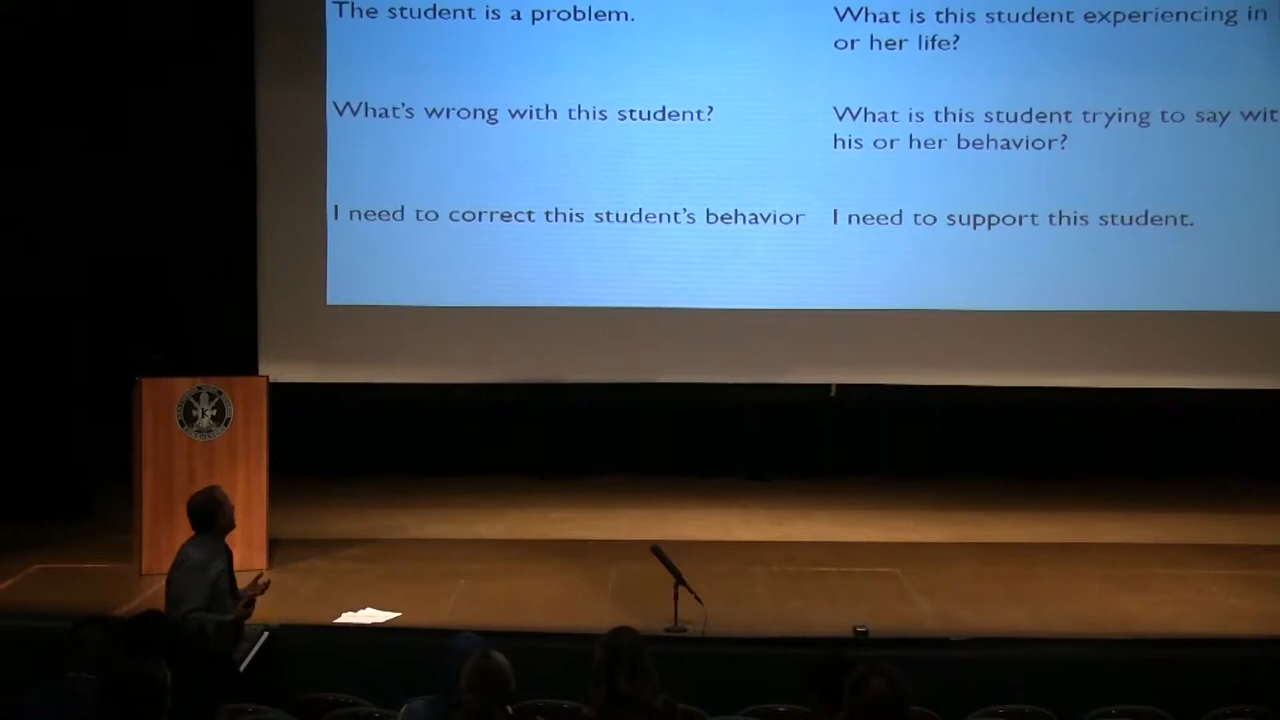 The student is a problem.
What is this student experiencing in
or her life?
What's wrong with this student?
What is this student trying to say wit
his or her behavior?
I need to correct this student's behavior
I need to support this student.
K